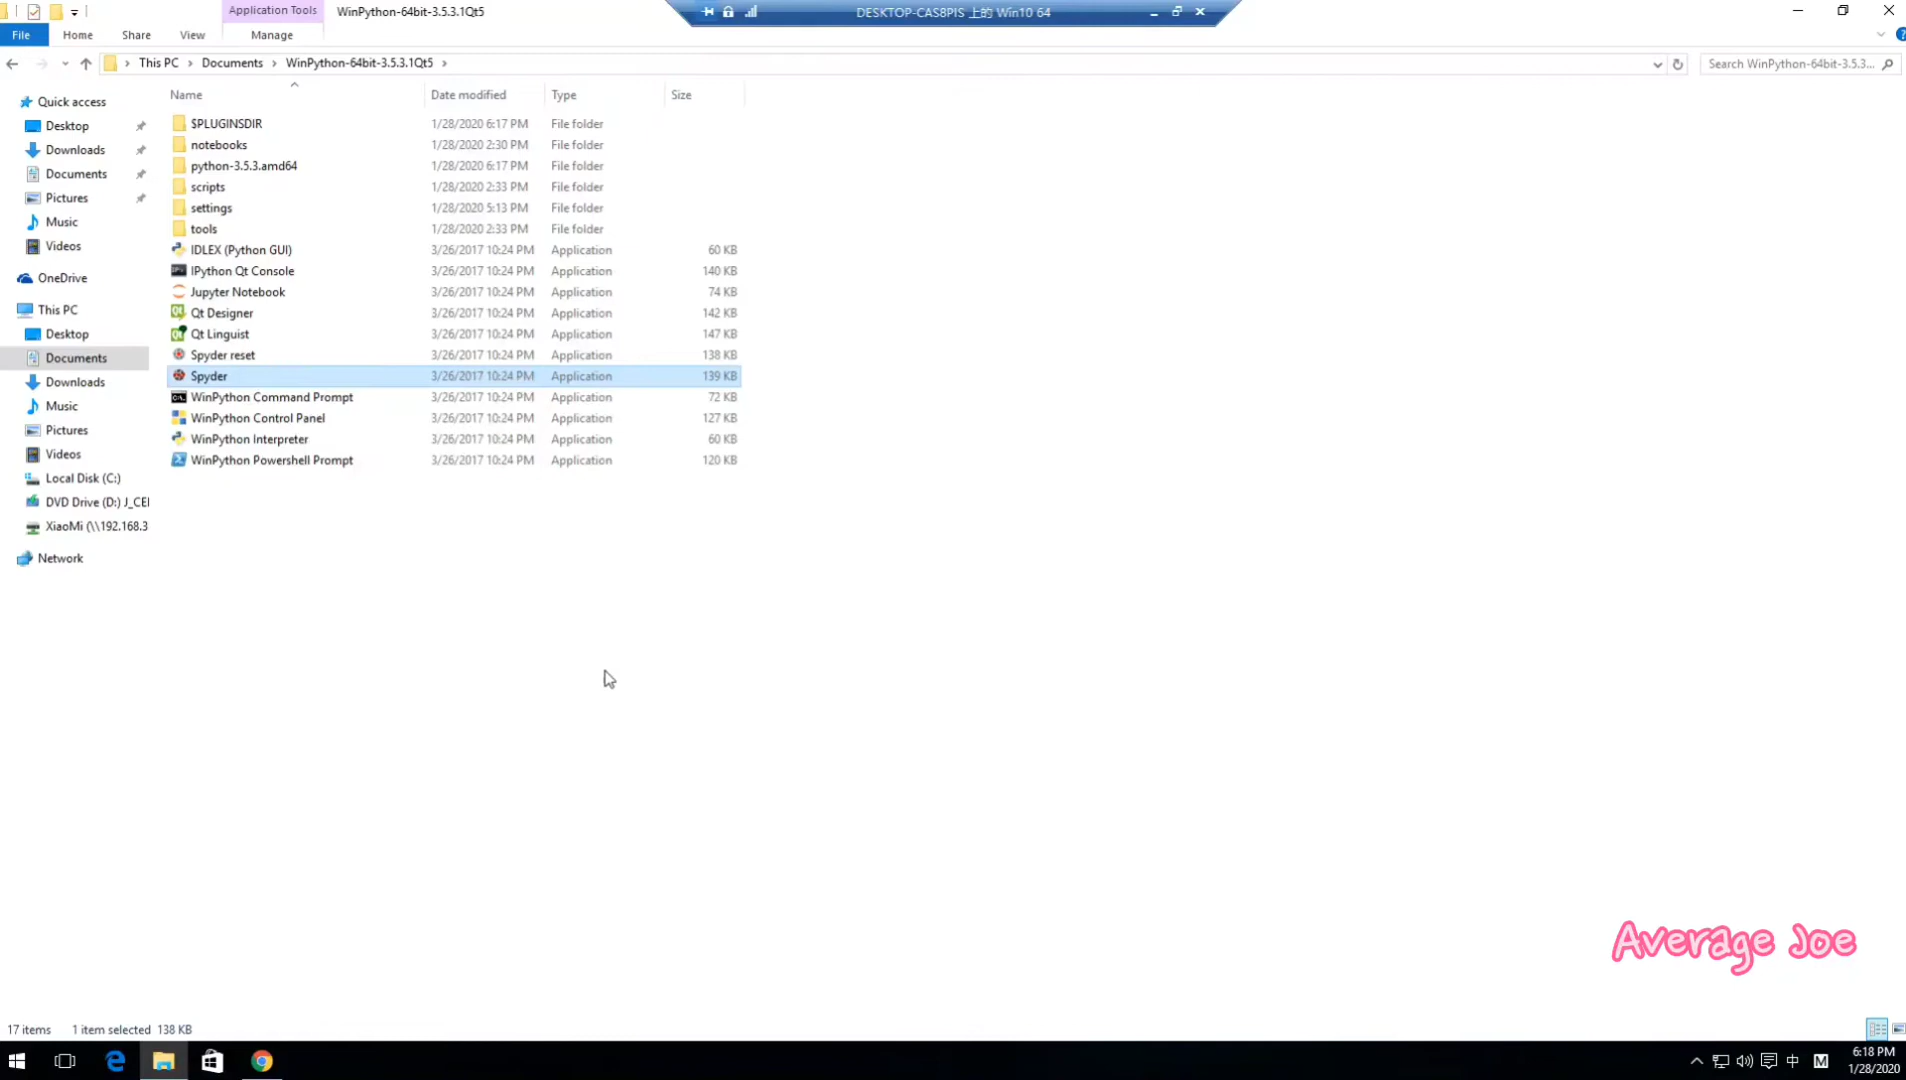 Application Tools
WinPython-64bit-3.5.3.1Qt5
DESKTOP-CAS8PIS 上的 Win10 64
File
Home
Share
View
Manage
This PC
Documents
WinPython-64bit-3.5.3.1Qt5
Search WinPython-64bit-3.5.3...
Name
Date modified
Type
Size
Quick access
Desktop
Downloads
Documents
Pictures
Music
Videos
OneDrive
This PC
Desktop
Documents
Downloads
Music
Pictures
Videos
Local Disk (C:)
DVD Drive (D:) J_CEI
XiaoMi (\\192.168.3
Network
$PLUGINSDIR 1/28/2020 6:17 PM File folder
notebooks 1/28/2020 2:30 PM File folder
python-3.5.3.amd64 1/28/2020 6:17 PM File folder
scripts 1/28/2020 2:33 PM File folder
settings 1/28/2020 5:13 PM File folder
tools 1/28/2020 2:33 PM File folder
IDLEX (Python GUI) 3/26/2017 10:24 PM Application 60 KB
IPython Qt Console 3/26/2017 10:24 PM Application 140 KB
Jupyter Notebook 3/26/2017 10:24 PM Application 74 KB
Qt Designer 3/26/2017 10:24 PM Application 142 KB
Qt Linguist 3/26/2017 10:24 PM Application 147 KB
Spyder reset 3/26/2017 10:24 PM Application 138 KB
Spyder 3/26/2017 10:24 PM Application 139 KB
WinPython Command Prompt 3/26/2017 10:24 PM Application 72 KB
WinPython Control Panel 3/26/2017 10:24 PM Application 127 KB
WinPython Interpreter 3/26/2017 10:24 PM Application 60 KB
WinPython Powershell Prompt 3/26/2017 10:24 PM Application 120 KB
Average Joe
17 items 1 item selected 138 KB
中
M
6:18 PM
1/28/2020